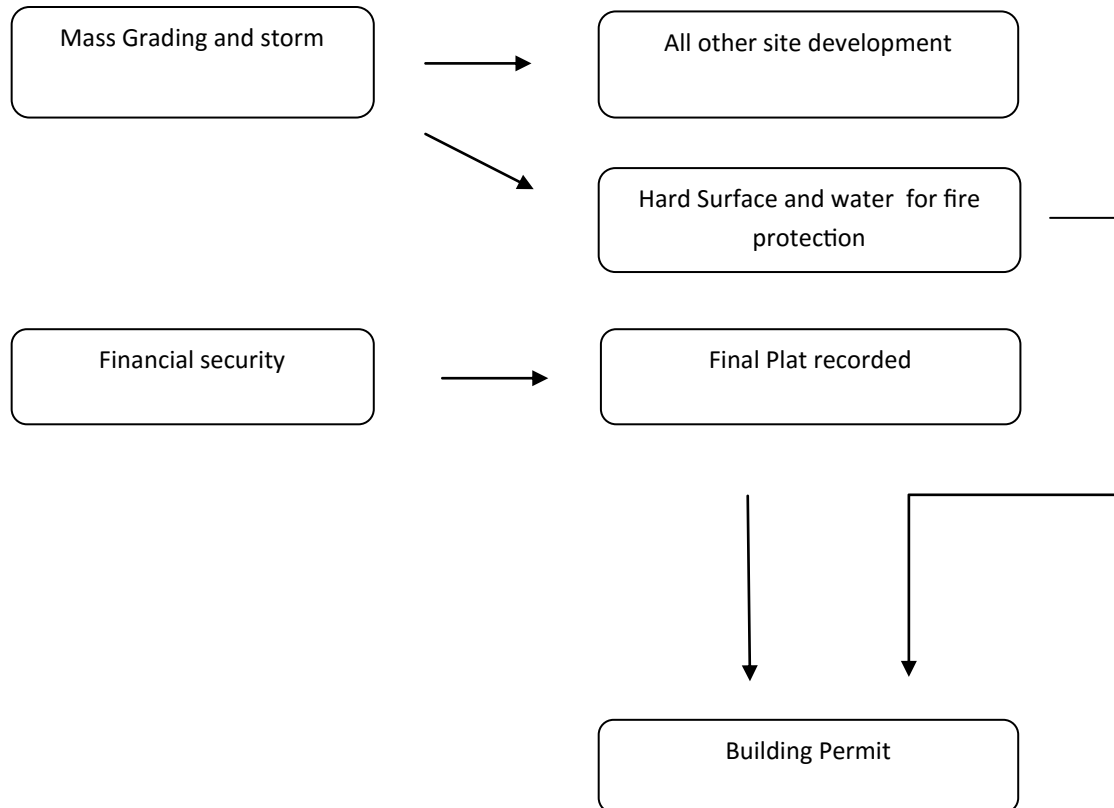 Mass Grading and storm
All other site development
Hard Surface and water for fire
protection
Financial security
Final Plat recorded
Building Permit